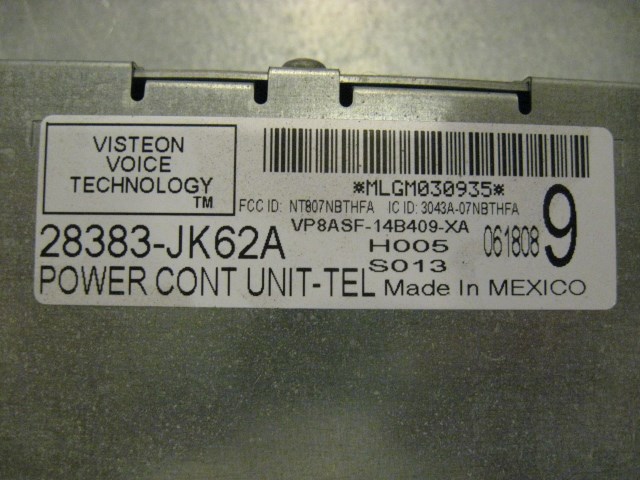 VISTEON
VOICE
TECHNOLOGY
TM
*MLGM030935*
FCC ID: NT807NBTHFA IC ID: 3043A-07NBTHFA
VP8ASF-14B409-XA
28383-JK62A H005 061808 9
S013
POWER CONT UNIT-TEL Made In MEXICO